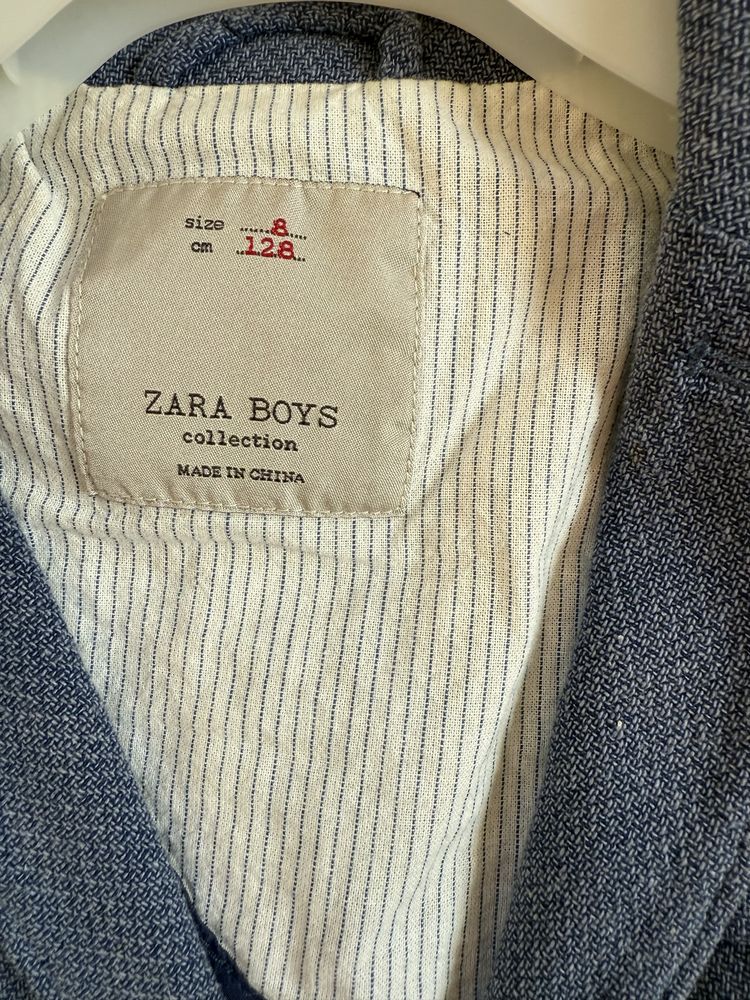 size ......8....
cm ..128..
ZARA BOYS
collection
MADE IN CHINA